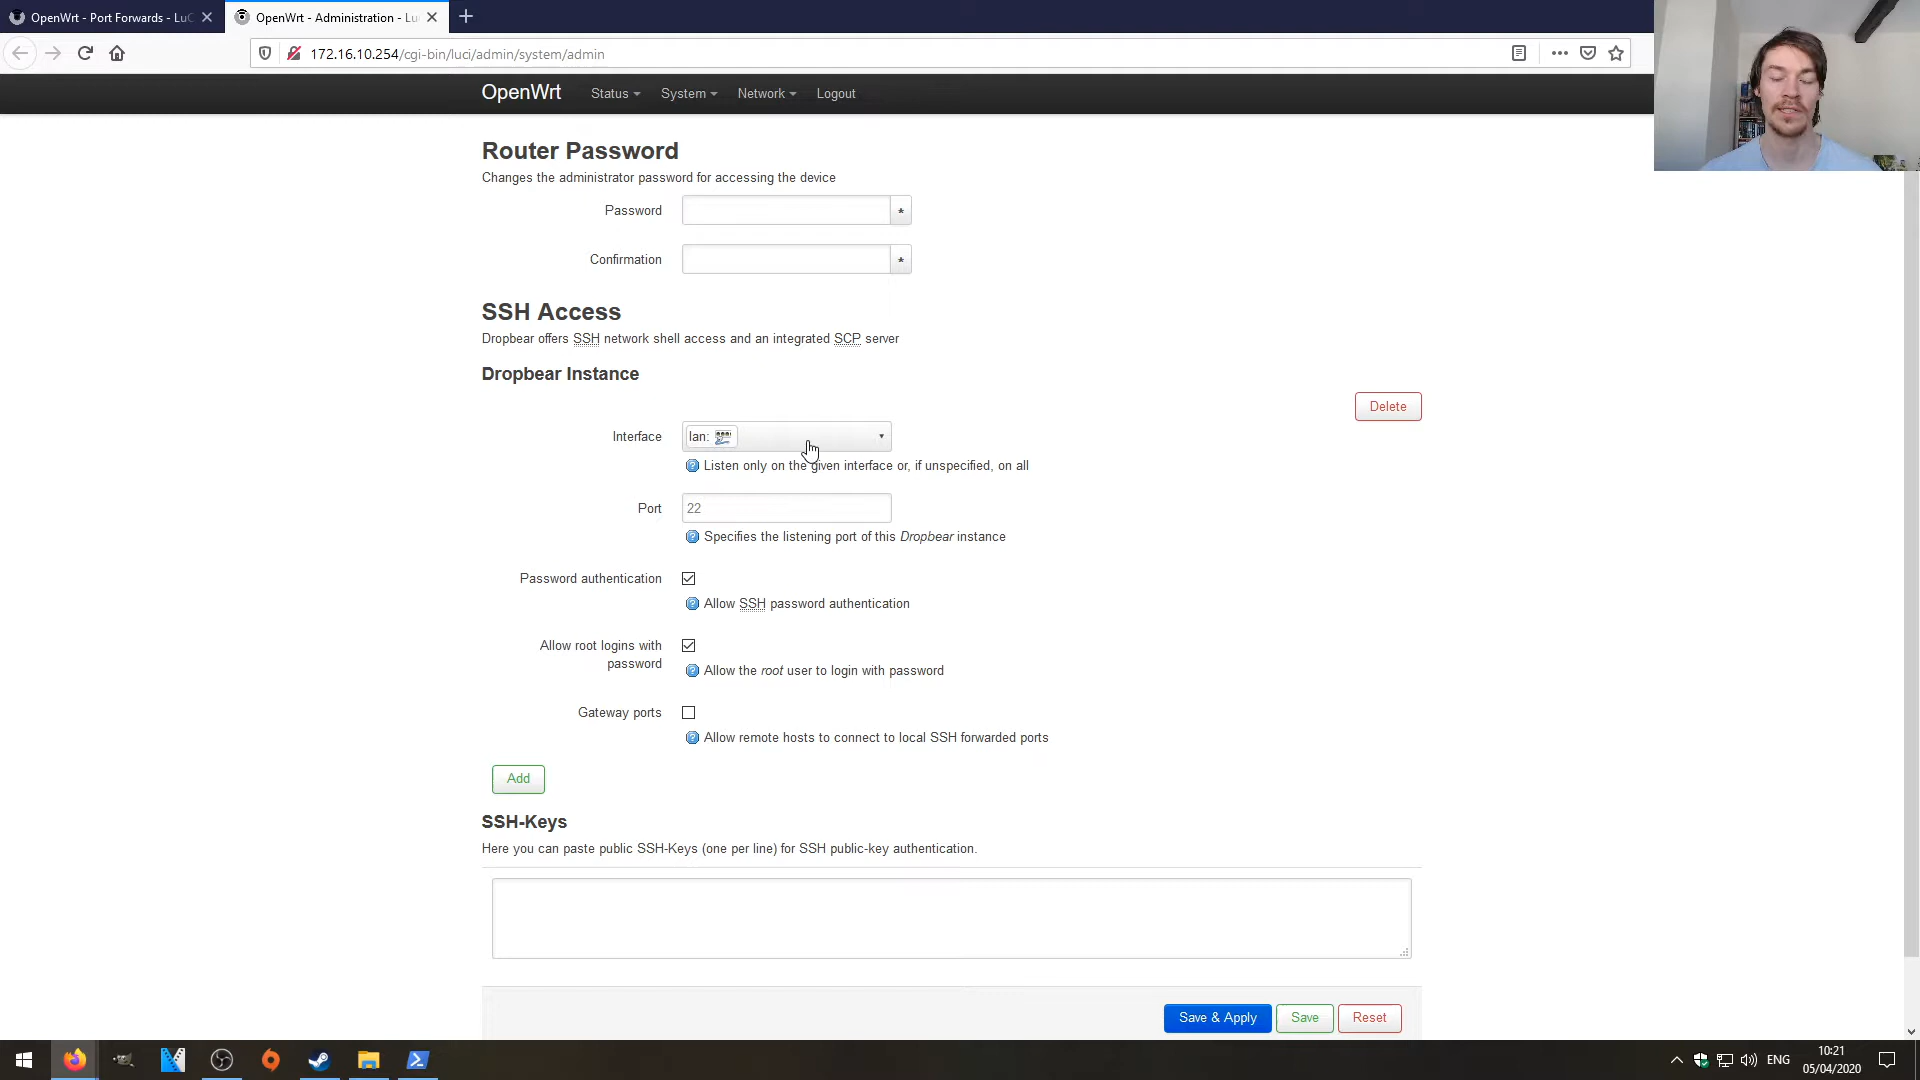 OpenWrt - Port Forwards - LuC
OpenWrt - Administration - Lu
172.16.10.254/cgi-bin/luci/admin/system/admin
OpenWrt Status System Network Logout
Router Password
Changes the administrator password for accessing the device
Password *
Confirmation *
SSH Access
Dropbear offers SSH network shell access and an integrated SCP server
Dropbear Instance
Delete
Interface lan:
Listen only on the given interface or, if unspecified, on all
Port 22
Specifies the listening port of this Dropbear instance
Password authentication
Allow SSH password authentication
Allow root logins with
password
Allow the root user to login with password
Gateway ports
Allow remote hosts to connect to local SSH forwarded ports
Add
SSH-Keys
Here you can paste public SSH-Keys (one per line) for SSH public-key authentication.
Save & Apply Save Reset
ENG
10:21
05/04/2020